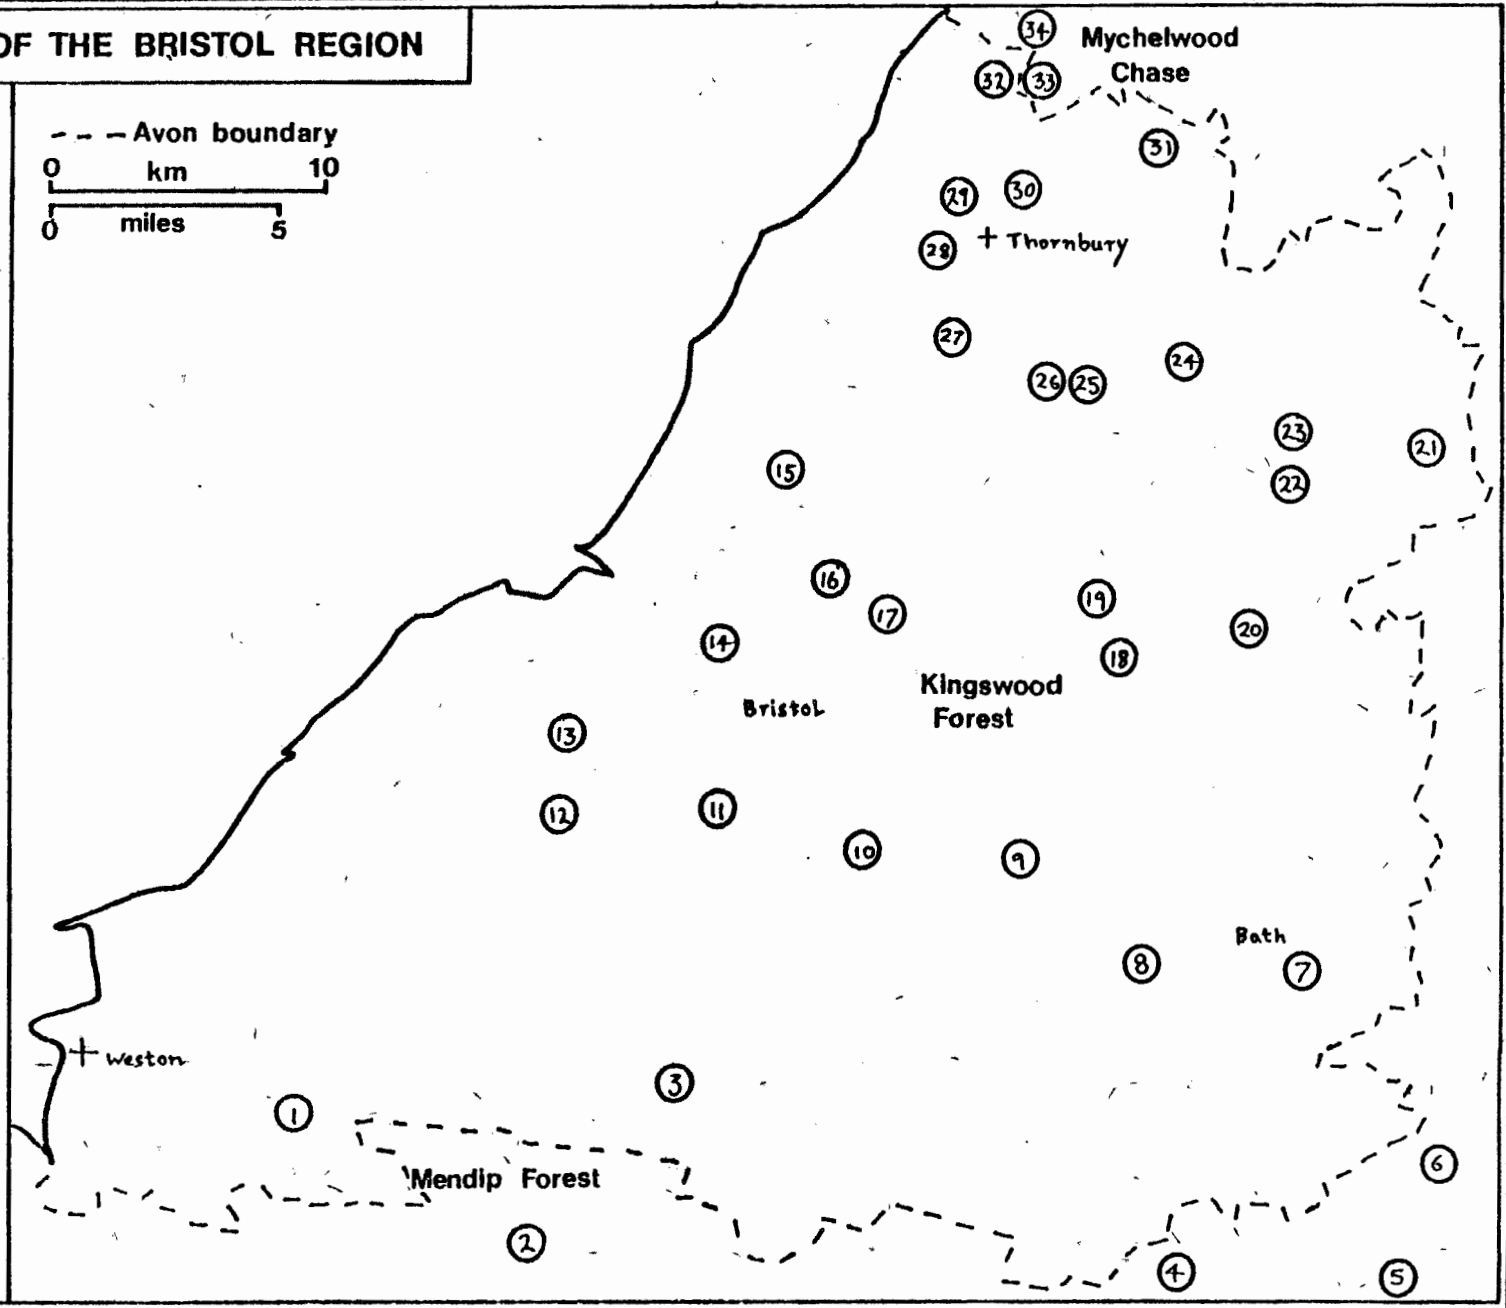 OF THE BRISTOL REGION
Avon boundary
0 km 10
0 miles 5
34
Mychelwood
Chase
32 33
31
29 30
28
+ Thornbury
27
24
26 25
23
21
22
15
16
19
17
20
14
18
Kingswood
Forest
Bristol
13
12
11
10
9
Bath
8
7
+ Weston
3
1
6
Mendip Forest
2
4
5